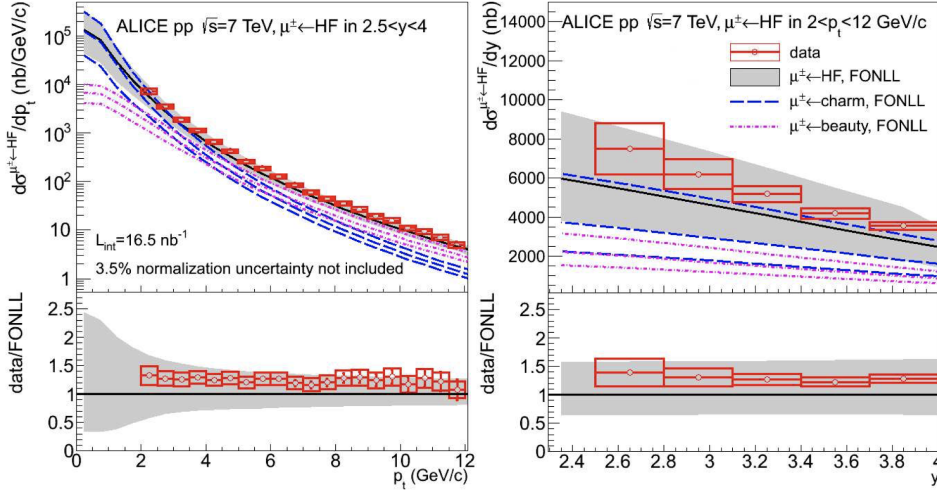 ALICE pp √s=7 TeV, μ±←HF in 2.5<y<4
dσ^μ±←HF/dp_t (nb/GeV/c)
10^5
10^4
10^3
10^2
10
1
L_int=16.5 nb^-1
3.5% normalization uncertainty not included
data/FONLL
2.5
2
1.5
1
0.5
0
0 2 4 6 8 10 12
p_t (GeV/c)
ALICE pp √s=7 TeV, μ±←HF in 2<p_t<12 GeV/c
dσ^μ±←HF/dy (nb)
14000
12000
10000
8000
6000
4000
2000
data
μ±←HF, FONLL
μ±←charm, FONLL
μ±←beauty, FONLL
data/FONLL
2.5
2
1.5
1
0.5
0
2.4 2.6 2.8 3 3.2 3.4 3.6 3.8 4
y